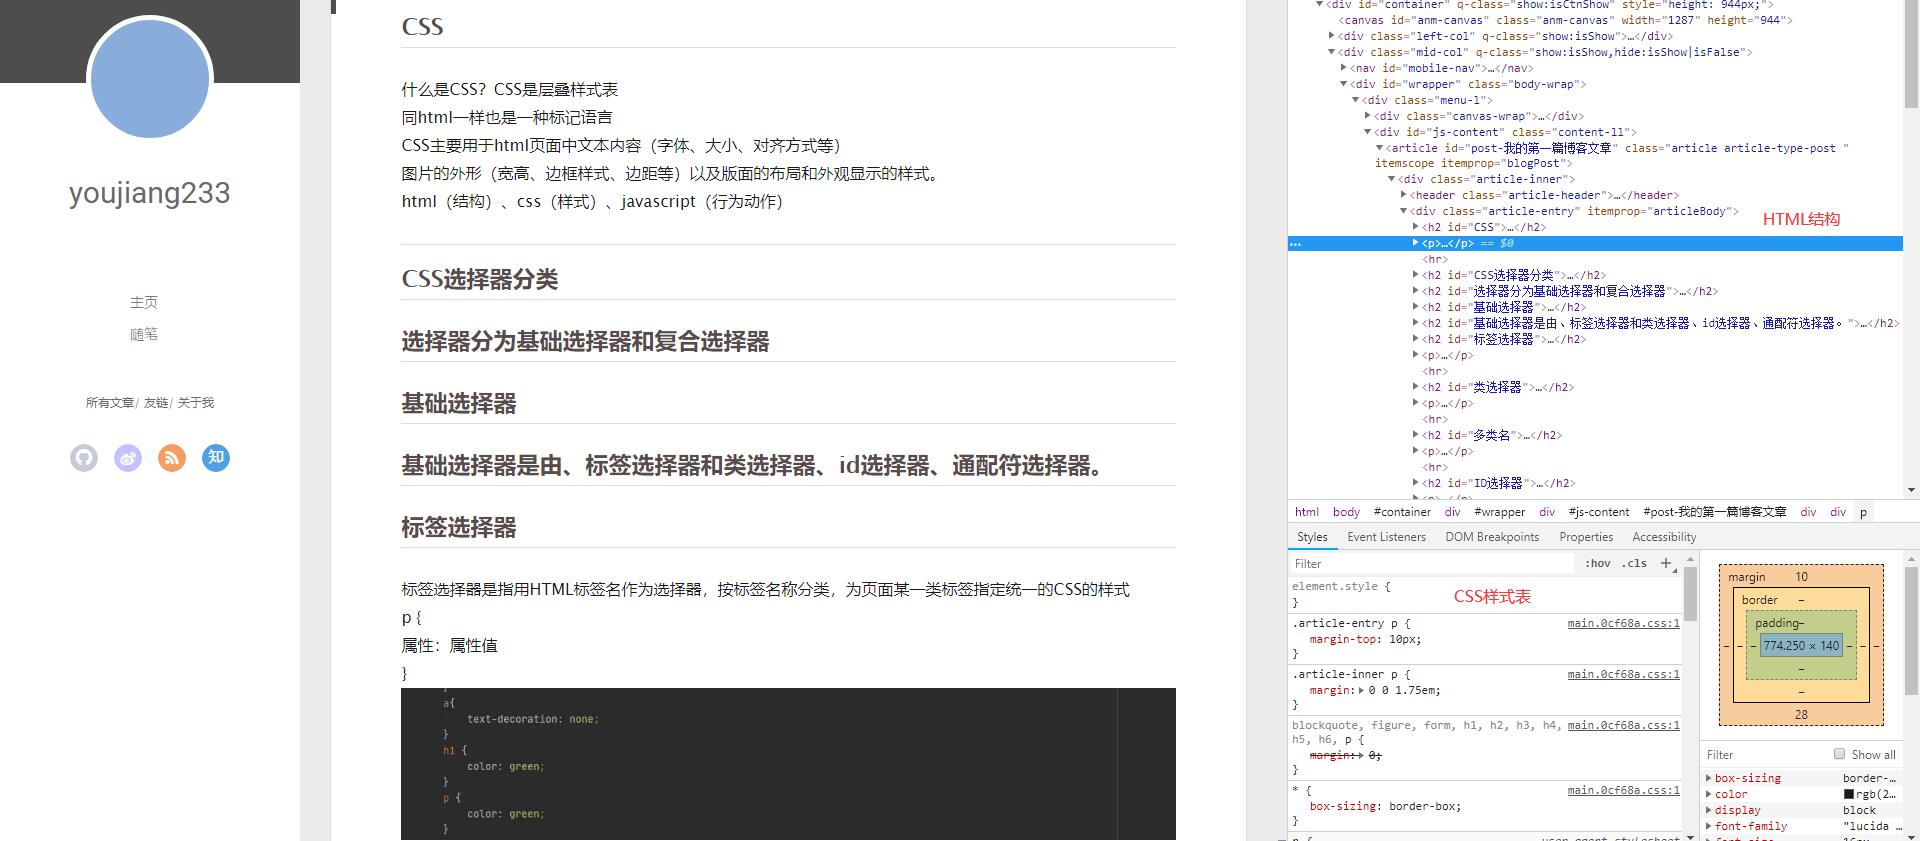 youjiang233
主页
随笔
所有文章/ 友链/ 关于我
知
CSS
什么是CSS？CSS是层叠样式表
同html一样也是一种标记语言
CSS主要用于html页面中文本内容（字体、大小、对齐方式等）
图片的外形（宽高、边框样式、边距等）以及版面的布局和外观显示的样式。
html（结构）、css（样式）、javascript（行为动作）
CSS选择器分类
选择器分为基础选择器和复合选择器
基础选择器
基础选择器是由、标签选择器和类选择器、id选择器、通配符选择器。
标签选择器
标签选择器是指用HTML标签名作为选择器，按标签名称分类，为页面某一类标签指定统一的CSS的样式
p {
属性：属性值
}
a{
text-decoration: none;
}
h1 {
color: green;
}
p {
color: green;
}
<div id="container" q-class="show:isCtnShow" style="height: 944px;">
<canvas id="anm-canvas" class="anm-canvas" width="1287" height="944">
<div class="left-col" q-class="show:isShow">…</div>
<div class="mid-col" q-class="show:isShow,hide:isShow|isFalse">
<nav id="mobile-nav">…</nav>
<div id="wrapper" class="body-wrap">
<div class="menu-l">
<div class="canvas-wrap">…</div>
<div id="js-content" class="content-ll">
<article id="post-我的第一篇博客文章" class="article article-type-post "
itemscope itemprop="blogPost">
<div class="article-inner">
<header class="article-header">…</header>
<div class="article-entry" itemprop="articleBody">
HTML结构
<h2 id="CSS">…</h2>
… <p>…</p> == $0
<hr>
<h2 id="CSS选择器分类">…</h2>
<h2 id="选择器分为基础选择器和复合选择器">…</h2>
<h2 id="基础选择器">…</h2>
<h2 id="基础选择器是由、标签选择器和类选择器、id选择器、通配符选择器。">…</h2>
<h2 id="标签选择器">…</h2>
<p>…</p>
<hr>
<h2 id="类选择器">…</h2>
<p>…</p>
<hr>
<h2 id="多类名">…</h2>
<p>…</p>
<hr>
<h2 id="ID选择器">…</h2>
html body #container div #wrapper div #js-content #post-我的第一篇博客文章 div div p
Styles Event Listeners DOM Breakpoints Properties Accessibility
Filter :hov .cls +
element.style {
}
CSS样式表
.article-entry p { main.0cf68a.css:1
margin-top: 10px;
}
.article-inner p { main.0cf68a.css:1
margin: 0 0 1.75em;
}
blockquote, figure, form, h1, h2, h3, h4, main.0cf68a.css:1
h5, h6, p {
margin: 0;
}
* { main.0cf68a.css:1
box-sizing: border-box;
}
p { user agent stylesheet
margin 10
border –
padding –
– – – 774.250 × 140 – – –
–
–
28
Filter Show all
box-sizing border-…
color rgb(2…
display block
font-family "lucida …
font-size 16px